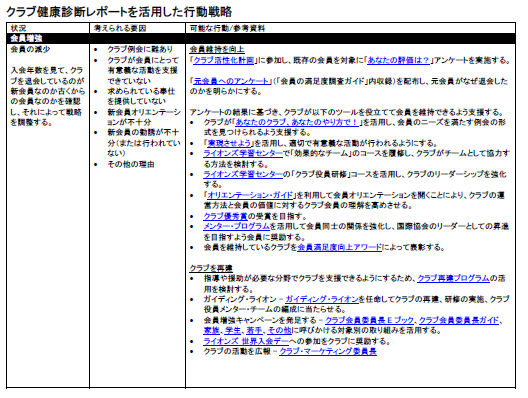 クラブ健康診断レポートを活用した行動戦略
状況
考えられる要因
可能な行動/参考資料
会員増強
会員の減少
入会年数を見て、クラ
ブを退会しているのが
新会員なのか古くから
の会員なのかを確認
し、それによって戦略
を調整する。
• クラブ例会に難あり
• クラブが会員にとって
有意義な活動を支援
できていない
• 求められている奉仕
を提供していない
• 新会員オリエンテーシ
ョンが不十分
• 新会員の勧誘が不十
分(または行われてい
ない)
• その他の理由
会員維持を向上
「クラブ活性化計画」に参加し、既存の会員を対象に「あなたの評価は?」アンケートを実施する。
「元会員へのアンケート」(「会員の満足度調査ガイド」内収録)を配布し、元会員がなぜ退会したの
かを明らかにする。
アンケートの結果に基づき、クラブが以下のツールを役立てて会員を維持できるよう支援する。
• クラブが「あなたのクラブ、あなたのやり方で!」を活用し、会員のニーズを満たす例会の形
式を見つけられるよう支援する。
• 「実現させよう」を活用し、適切で有意義な活動が行われるようにする。
• ライオンズ学習センターで「効果的なチーム」のコースを履修し、クラブがチームとして協力す
る方法を検討する。
• ライオンズ学習センターの「クラブ役員研修」コースを活用し、クラブのリーダーシップを強化
する。
• 「オリエンテーション・ガイド」を利用して会員オリエンテーションを開くことにより、クラブの運
営方法と会員の価値に対するクラブ会員の理解を高めさせる。
• クラブ優秀賞の受賞を目指す。
• メンター・プログラムを活用して会員同士の関係を強化し、国際協会のリーダーとしての昇進
を目指すよう会員に奨励する。
• 会員を維持しているクラブを会員満足度向上アワードによって表彰する。
クラブを再建
• 指導や援助が必要な分野でクラブを支援できるようにするため、クラブ再建プログラムの活
用を検討する。
• ガイディング・ライオン – ガイディング・ライオンを任命してクラブの再建、研修の実施、クラブ
役員メンター・チームの編成に当たらせる。
• 会員増強キャンペーンを発足する – クラブ会員委員長 E ブック、クラブ会員委員長ガイド、
家族、学生、若手、その他に呼びかける対象別の取り組みを活用する。
• ライオンズ 世界入会デーへの参加をクラブに奨励する。
• クラブの活動を広報 – クラブ・マーケティング委員長